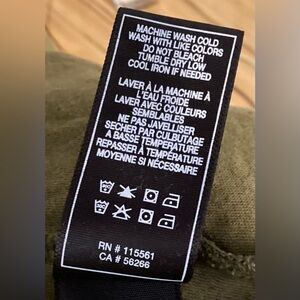 MACHINE WASH COLD
WASH WITH LIKE COLORS
DO NOT BLEACH
TUMBLE DRY LOW
COOL IRON IF NEEDED
LAVER À LA MACHINE À
L'EAU FROIDE
LAVER AVEC COULEURS
SEMBLABLES
NE PAS JAVELLISER
SECHER PAR CULBUTAGE
A BASSE TEMPÉRATURE
REPASSER À TEMPÉRATURE
MOYENNE SI NÉCESSAIRE
RN # 115561
CA # 56266